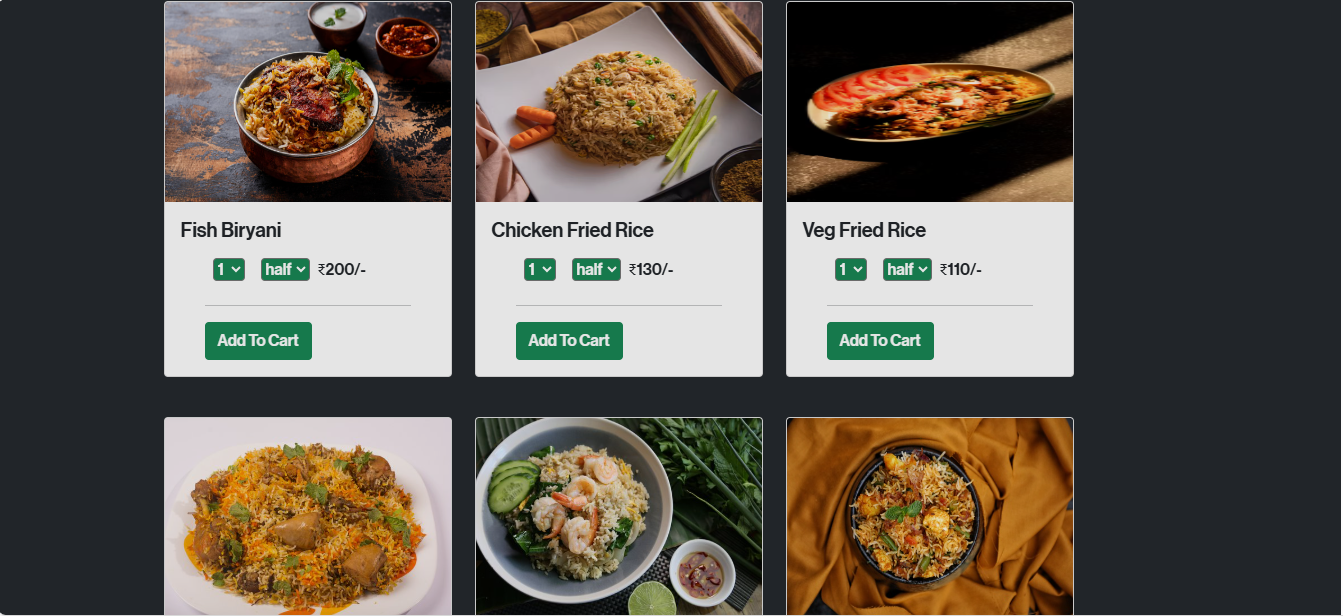 Fish Biryani
1 half ₹200/-
Add To Cart
Chicken Fried Rice
1 half ₹130/-
Add To Cart
Veg Fried Rice
1 half ₹110/-
Add To Cart